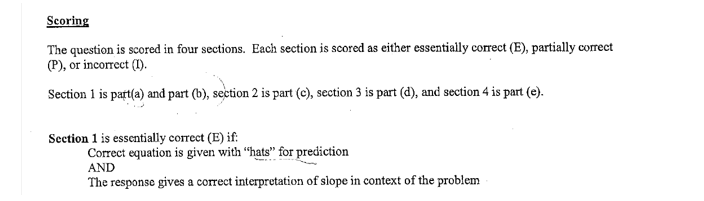 Scoring
The question is scored in four sections. Each section is scored as either essentially correct (E), partially correct
(P), or incorrect (I).
Section 1 is part(a) and part (b), section 2 is part (c), section 3 is part (d), and section 4 is part (e).
Section 1 is essentially correct (E) if:
Correct equation is given with “hats” for prediction
AND
The response gives a correct interpretation of slope in context of the problem